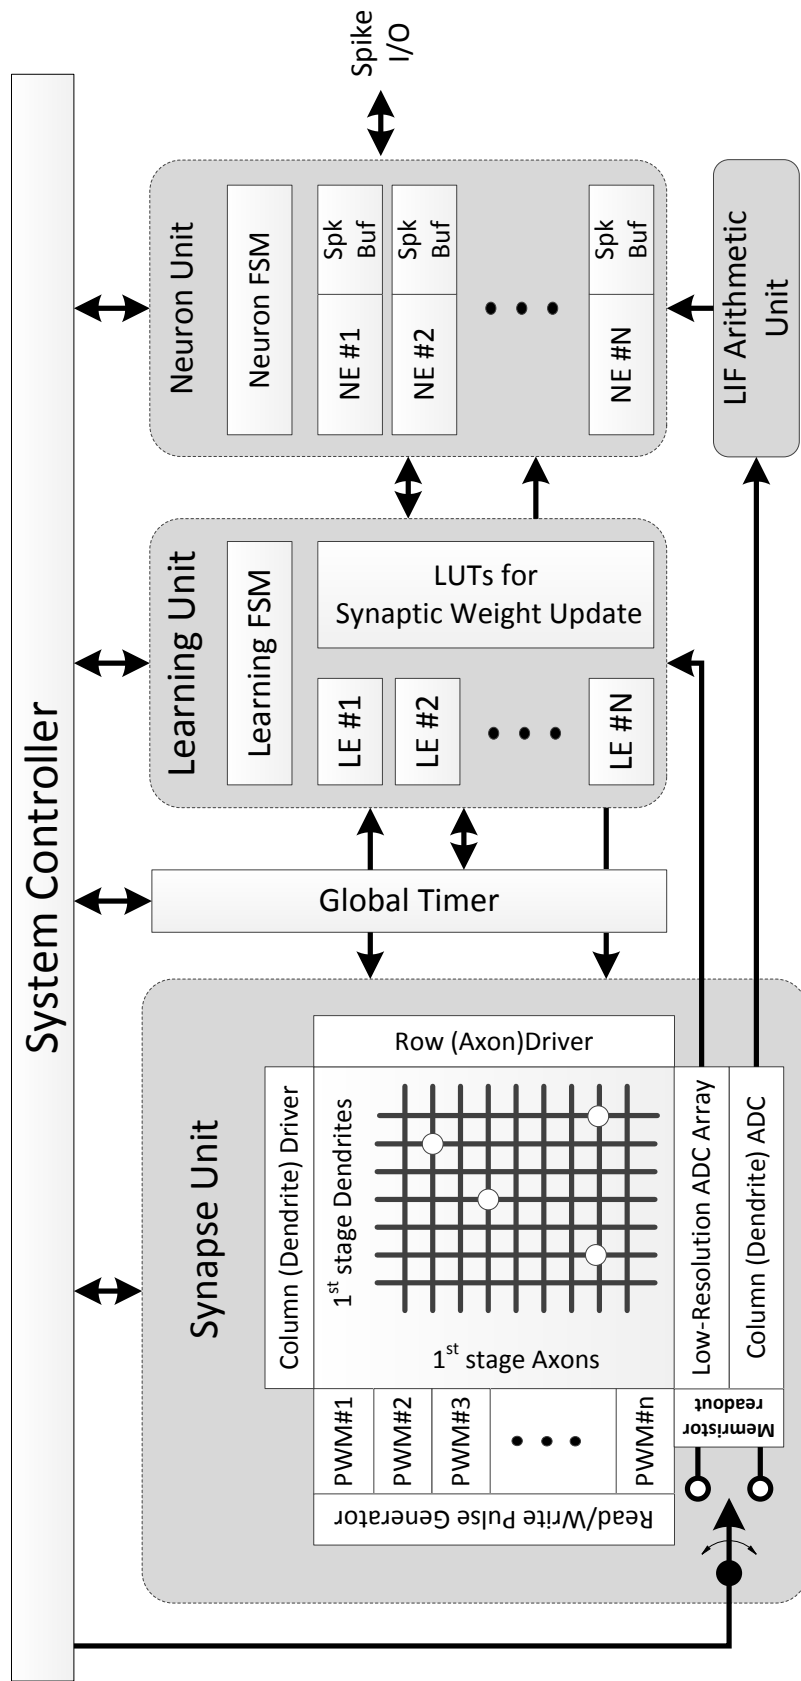 System Controller
Synapse Unit
Column (Dendrite) Driver
Read/Write Pulse Generator
PWM#1
PWM#2
PWM#3
PWM#n
1st stage Dendrites
1st stage Axons
Row (Axon)Driver
Memristor
readout
Low-Resolution ADC Array
Column (Dendrite) ADC
Global Timer
Learning Unit
Learning FSM
LE #1
LE #2
LE #N
LUTs for
Synaptic Weight Update
Neuron Unit
Neuron FSM
NE #1
Spk
Buf
NE #2
Spk
Buf
NE #N
Spk
Buf
LIF Arithmetic
Unit
Spike
I/O